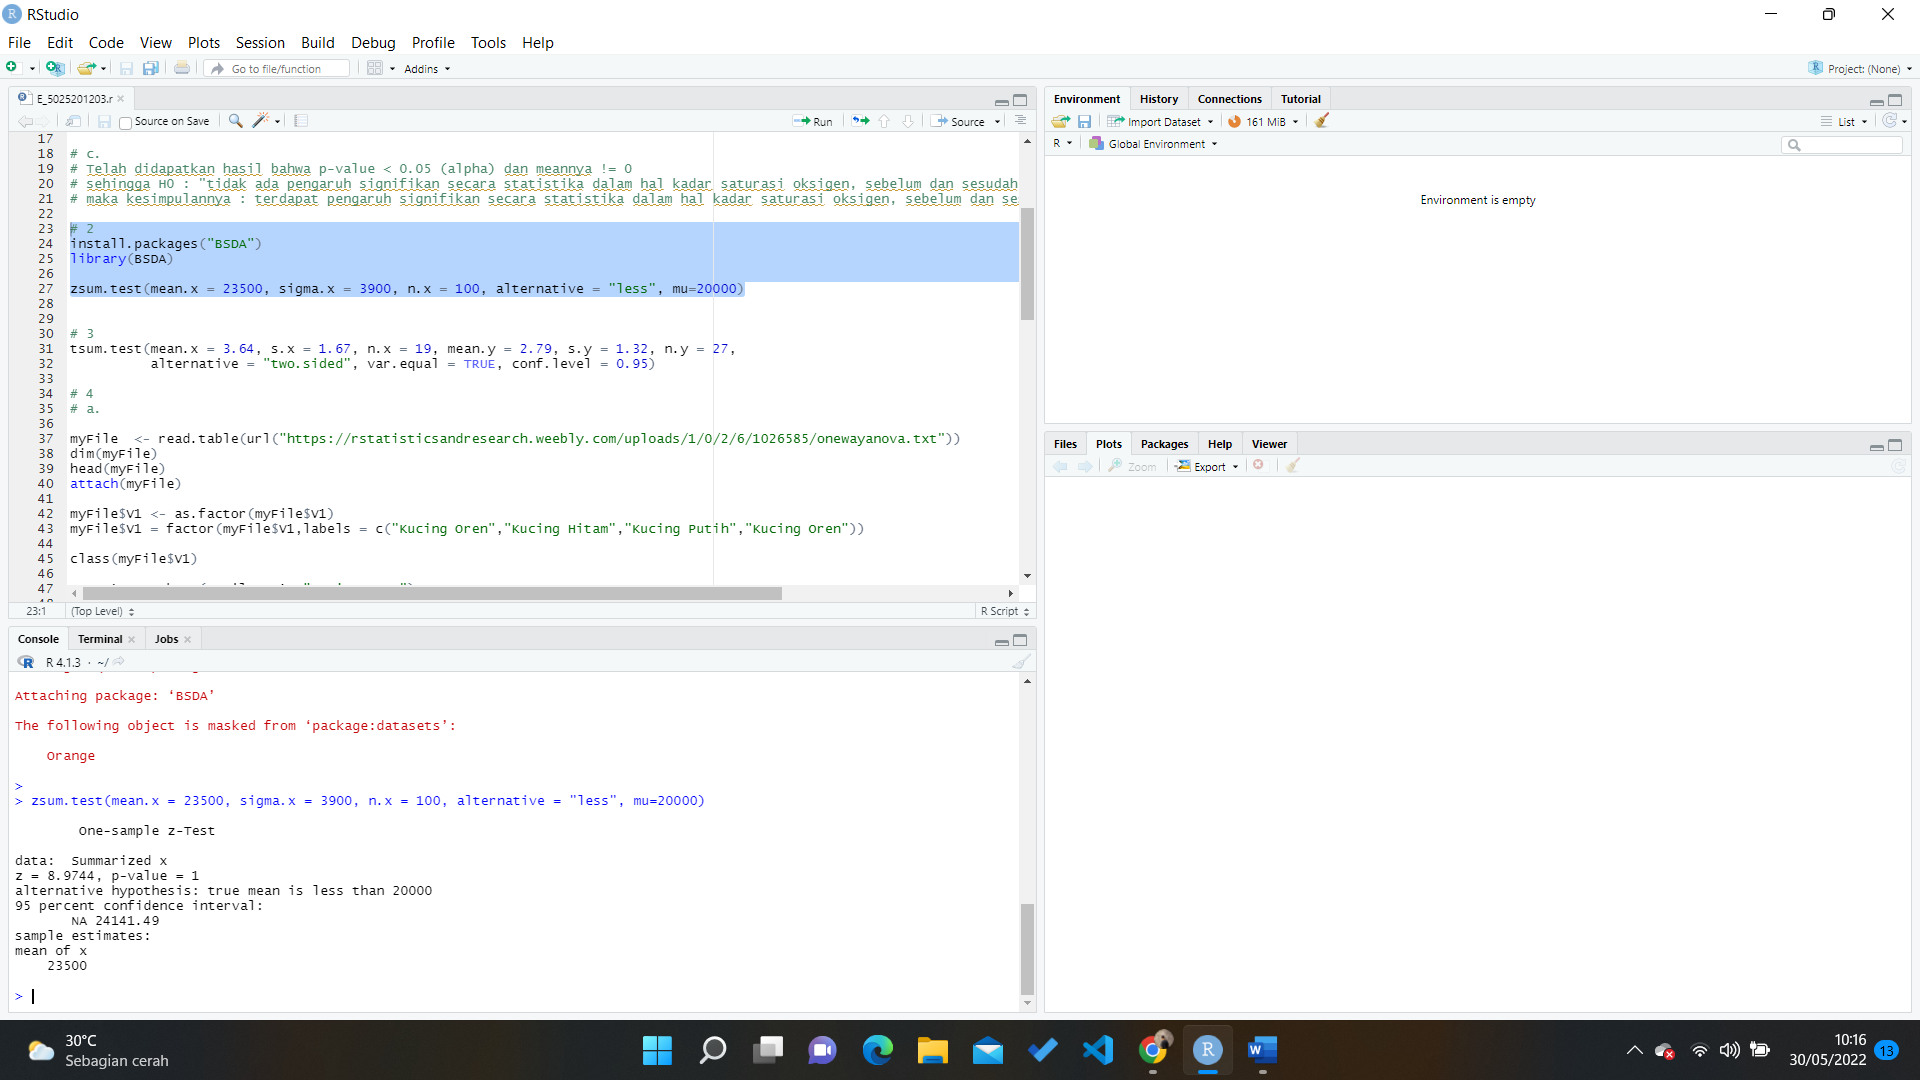 RStudio
File Edit Code View Plots Session Build Debug Profile Tools Help
Go to file/function Addins Project: (None)
E_5025201203.r
Source on Save Run Source
17
18 # c.
19 # Telah didapatkan hasil bahwa p-value < 0.05 (alpha) dan meannya != 0
20 # sehingga H0 : "tidak ada pengaruh signifikan secara statistika dalam hal kadar saturasi oksigen, sebelum dan sesudah
21 # maka kesimpulannya : terdapat pengaruh signifikan secara statistika dalam hal kadar saturasi oksigen, sebelum dan se
22
23 # 2
24 install.packages("BSDA")
25 library(BSDA)
26
27 zsum.test(mean.x = 23500, sigma.x = 3900, n.x = 100, alternative = "less", mu=20000)
28
29
30 # 3
31 tsum.test(mean.x = 3.64, s.x = 1.67, n.x = 19, mean.y = 2.79, s.y = 1.32, n.y = 27,
32 alternative = "two.sided", var.equal = TRUE, conf.level = 0.95)
33
34 # 4
35 # a.
36
37 myFile <- read.table(url("https://rstatisticsandresearch.weebly.com/uploads/1/0/2/6/1026585/onewayanova.txt"))
38 dim(myFile)
39 head(myFile)
40 attach(myFile)
41
42 myFile$V1 <- as.factor(myFile$V1)
43 myFile$V1 = factor(myFile$V1,labels = c("Kucing Oren","Kucing Hitam","Kucing Putih","Kucing Oren"))
44
45 class(myFile$V1)
46
47
23:1 (Top Level) R Script
Console Terminal Jobs
R 4.1.3 · ~/
Attaching package: ‘BSDA’
The following object is masked from ‘package:datasets’:
Orange
>
> zsum.test(mean.x = 23500, sigma.x = 3900, n.x = 100, alternative = "less", mu=20000)
One-sample z-Test
data: Summarized x
z = 8.9744, p-value = 1
alternative hypothesis: true mean is less than 20000
95 percent confidence interval:
NA 24141.49
sample estimates:
mean of x
23500
>
Environment History Connections Tutorial
Import Dataset 161 MiB List
R Global Environment
Environment is empty
Files Plots Packages Help Viewer
Zoom Export
30°C
Sebagian cerah
10:16
30/05/2022 13